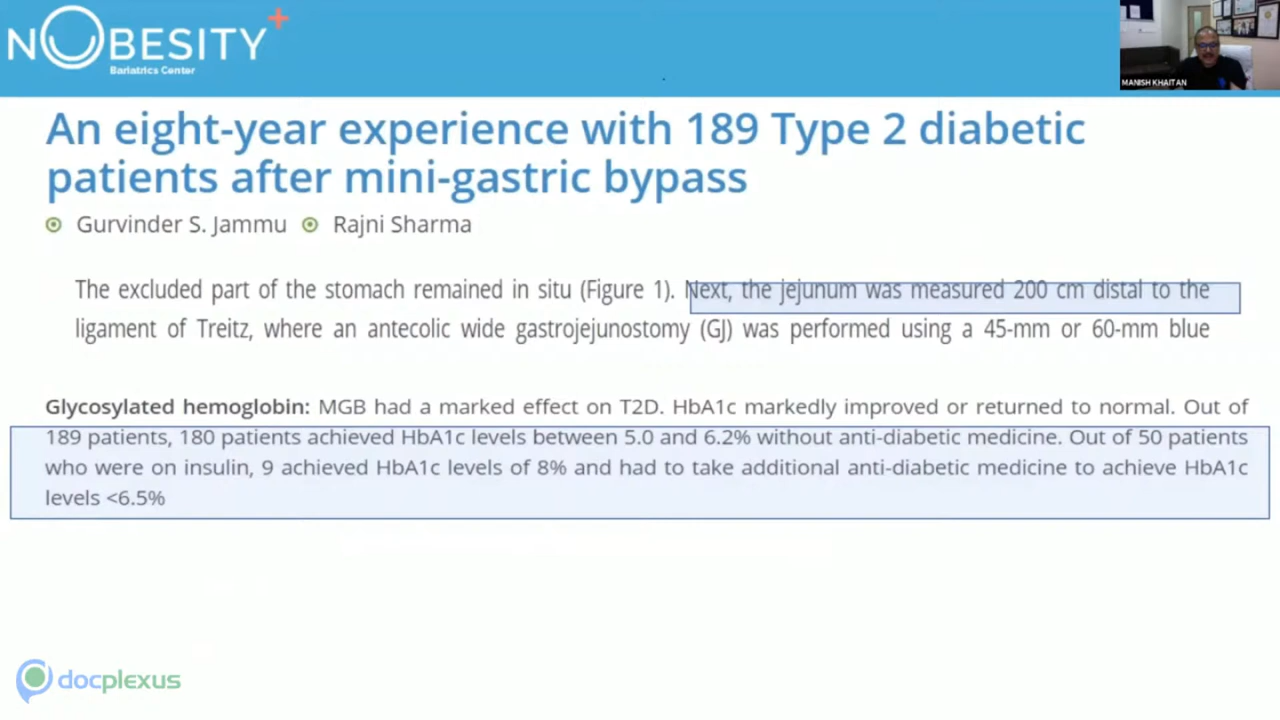 NOBESITY+
Bariatrics Center
MANISH KHAITAN
An eight-year experience with 189 Type 2 diabetic
patients after mini-gastric bypass
Gurvinder S. Jammu Rajni Sharma
The excluded part of the stomach remained in situ (Figure 1). Next, the jejunum was measured 200 cm distal to the
ligament of Treitz, where an antecolic wide gastrojejunostomy (GJ) was performed using a 45-mm or 60-mm blue
Glycosylated hemoglobin: MGB had a marked effect on T2D. HbA1c markedly improved or returned to normal. Out of
189 patients, 180 patients achieved HbA1c levels between 5.0 and 6.2% without anti-diabetic medicine. Out of 50 patients
who were on insulin, 9 achieved HbA1c levels of 8% and had to take additional anti-diabetic medicine to achieve HbA1c
levels <6.5%
docplexus